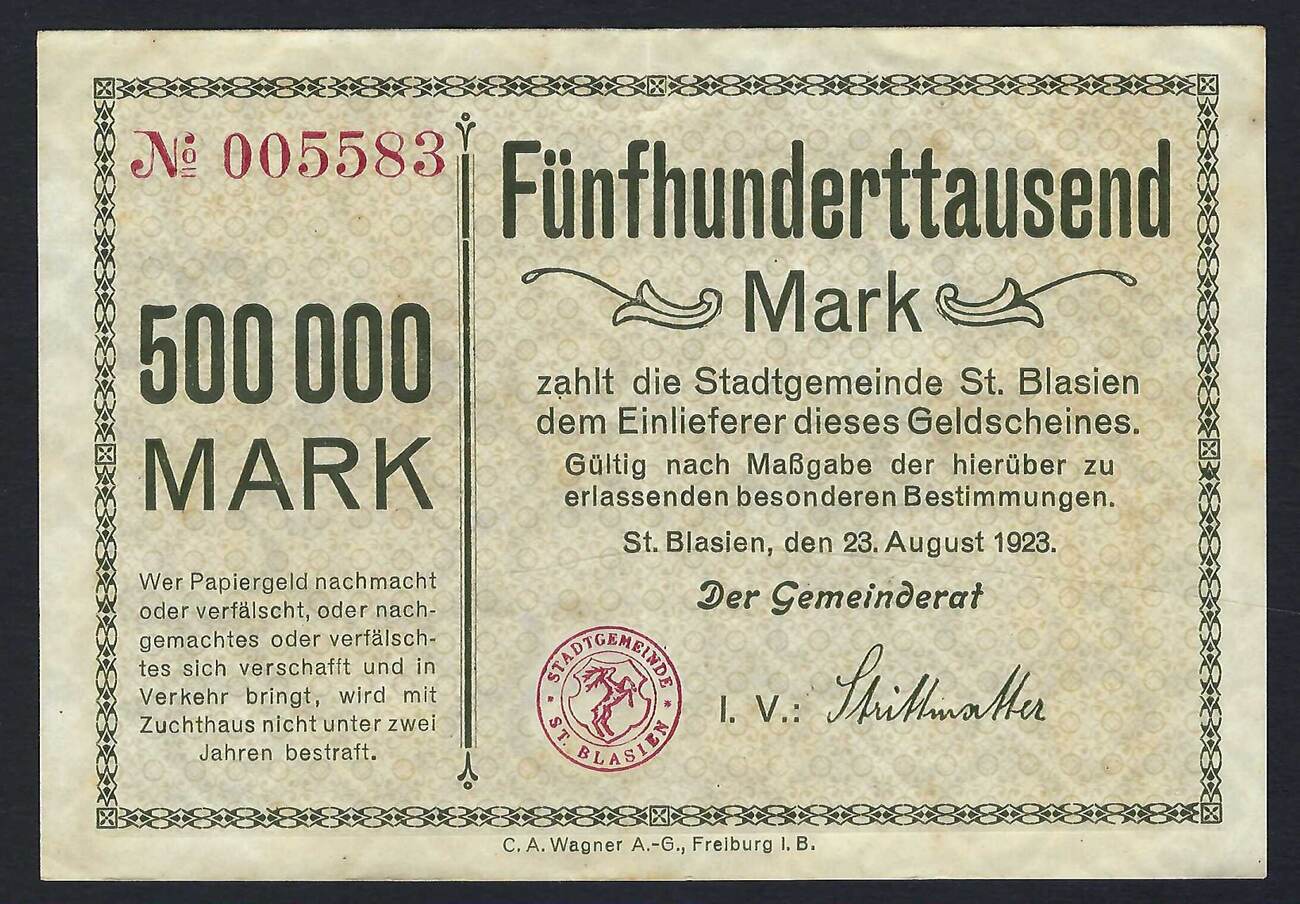 № 005583
500 000
MARK
Wer Papiergeld nachmacht
oder verfälscht, oder nach-
gemachtes oder verfälsch-
tes sich verschafft und in
Verkehr bringt, wird mit
Zuchthaus nicht unter zwei
Jahren bestraft.
Fünfhunderttausend
Mark
zahlt die Stadtgemeinde St. Blasien
dem Einlieferer dieses Geldscheines.
Gültig nach Maßgabe der hierüber zu
erlassenden besonderen Bestimmungen.
St. Blasien, den 23. August 1923.
Der Gemeinderat
* STADTGEMEINDE *
ST. BLASIEN
I. V.: Strittmatter
C. A. Wagner A.-G., Freiburg I. B.